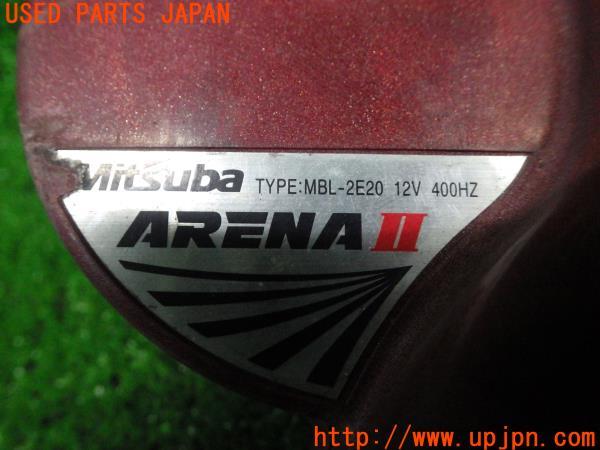 USED PARTS JAPAN
Mitsuba TYPE:MBL-2E20 12V 400HZ
ARENA II
http://www.upjpn.com